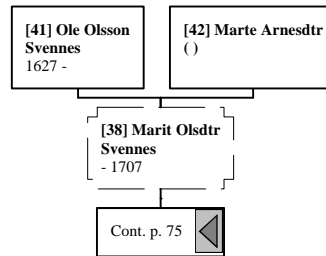 [41] Ole Olsson
Svennes
1627 -
[42] Marte Arnesdtr
( )
[38] Marit Olsdtr
Svennes
- 1707
Cont. p. 75